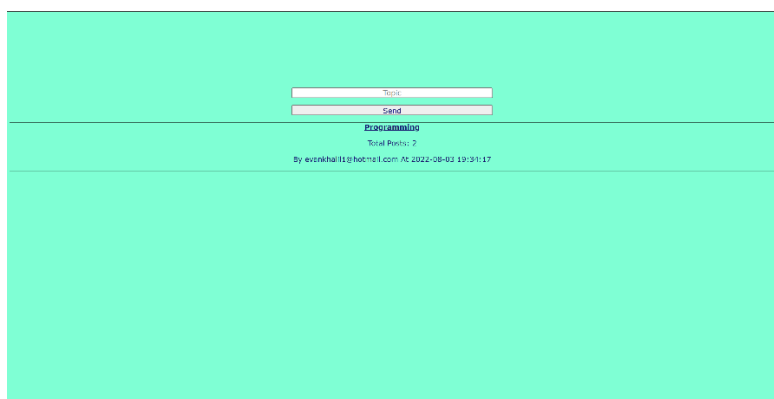 Topic
Send
Programming
Total Posts: 2
By evankhalil1@hotmail.com At 2022-08-03 19:34:17